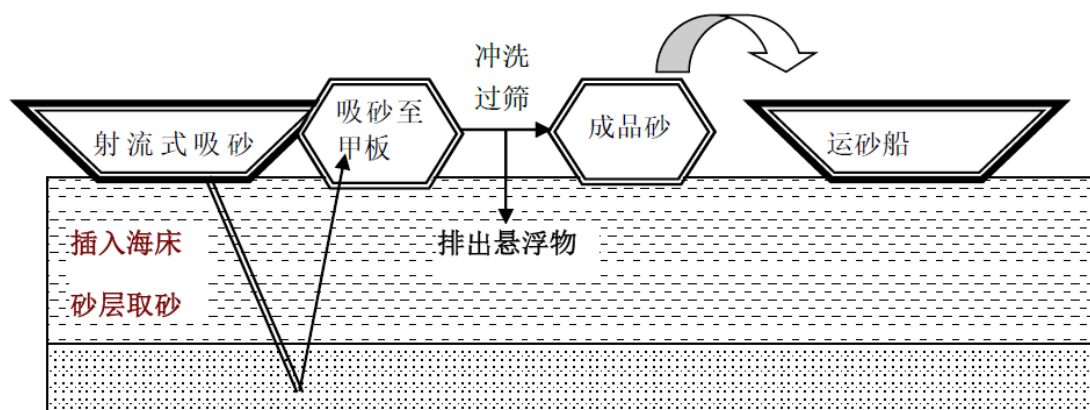 冲洗
过筛
射流式吸砂
吸砂至
甲板
成品砂
运砂船
插入海床
砂层取砂
排出悬浮物